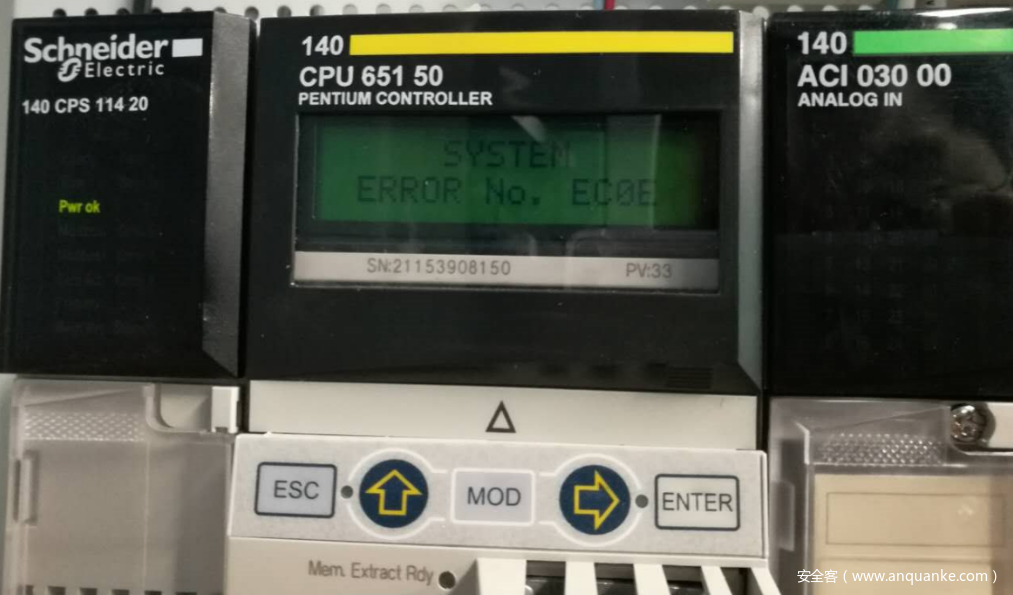 Schneider
Electric
140 CPS 114 20
Pwr ok
140
CPU 651 50
PENTIUM CONTROLLER
SYSTEM
ERROR No. EC0E
SN:21153908150
PV:33
140
ACI 030 00
ANALOG IN
ESC
MOD
ENTER
Mem. Extract Rdy
安全客（www.anquanke.com）